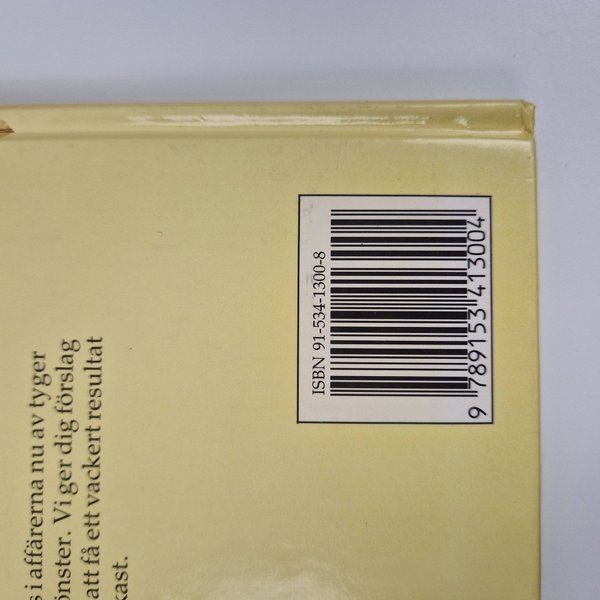 s i affärerna nu av tyger
önster. Vi ger dig förslag
att få ett vackert resultat
kast.
ISBN 91-534-1300-8
9 789153 413004